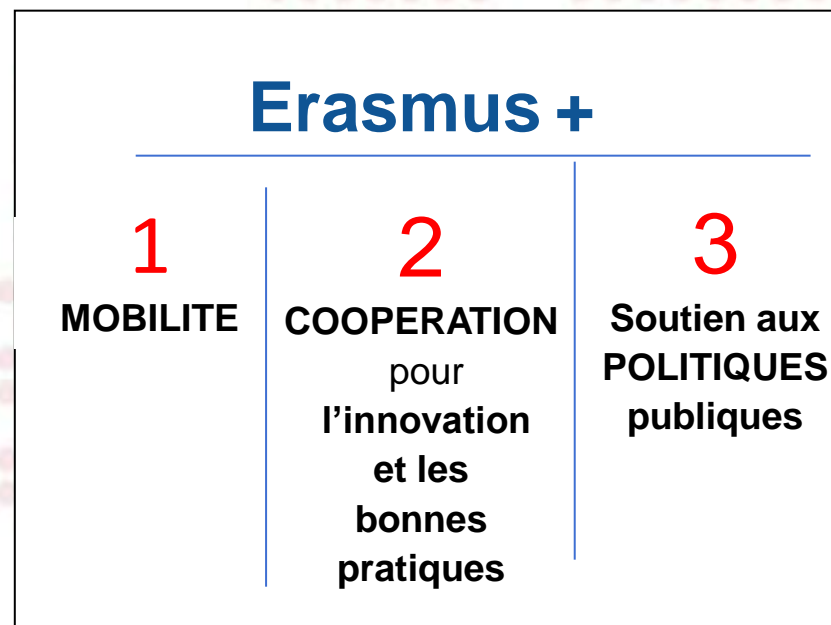 Erasmus +
1
MOBILITE
2
COOPERATION
pour
l’innovation
et les
bonnes
pratiques
3
Soutien aux
POLITIQUES
publiques